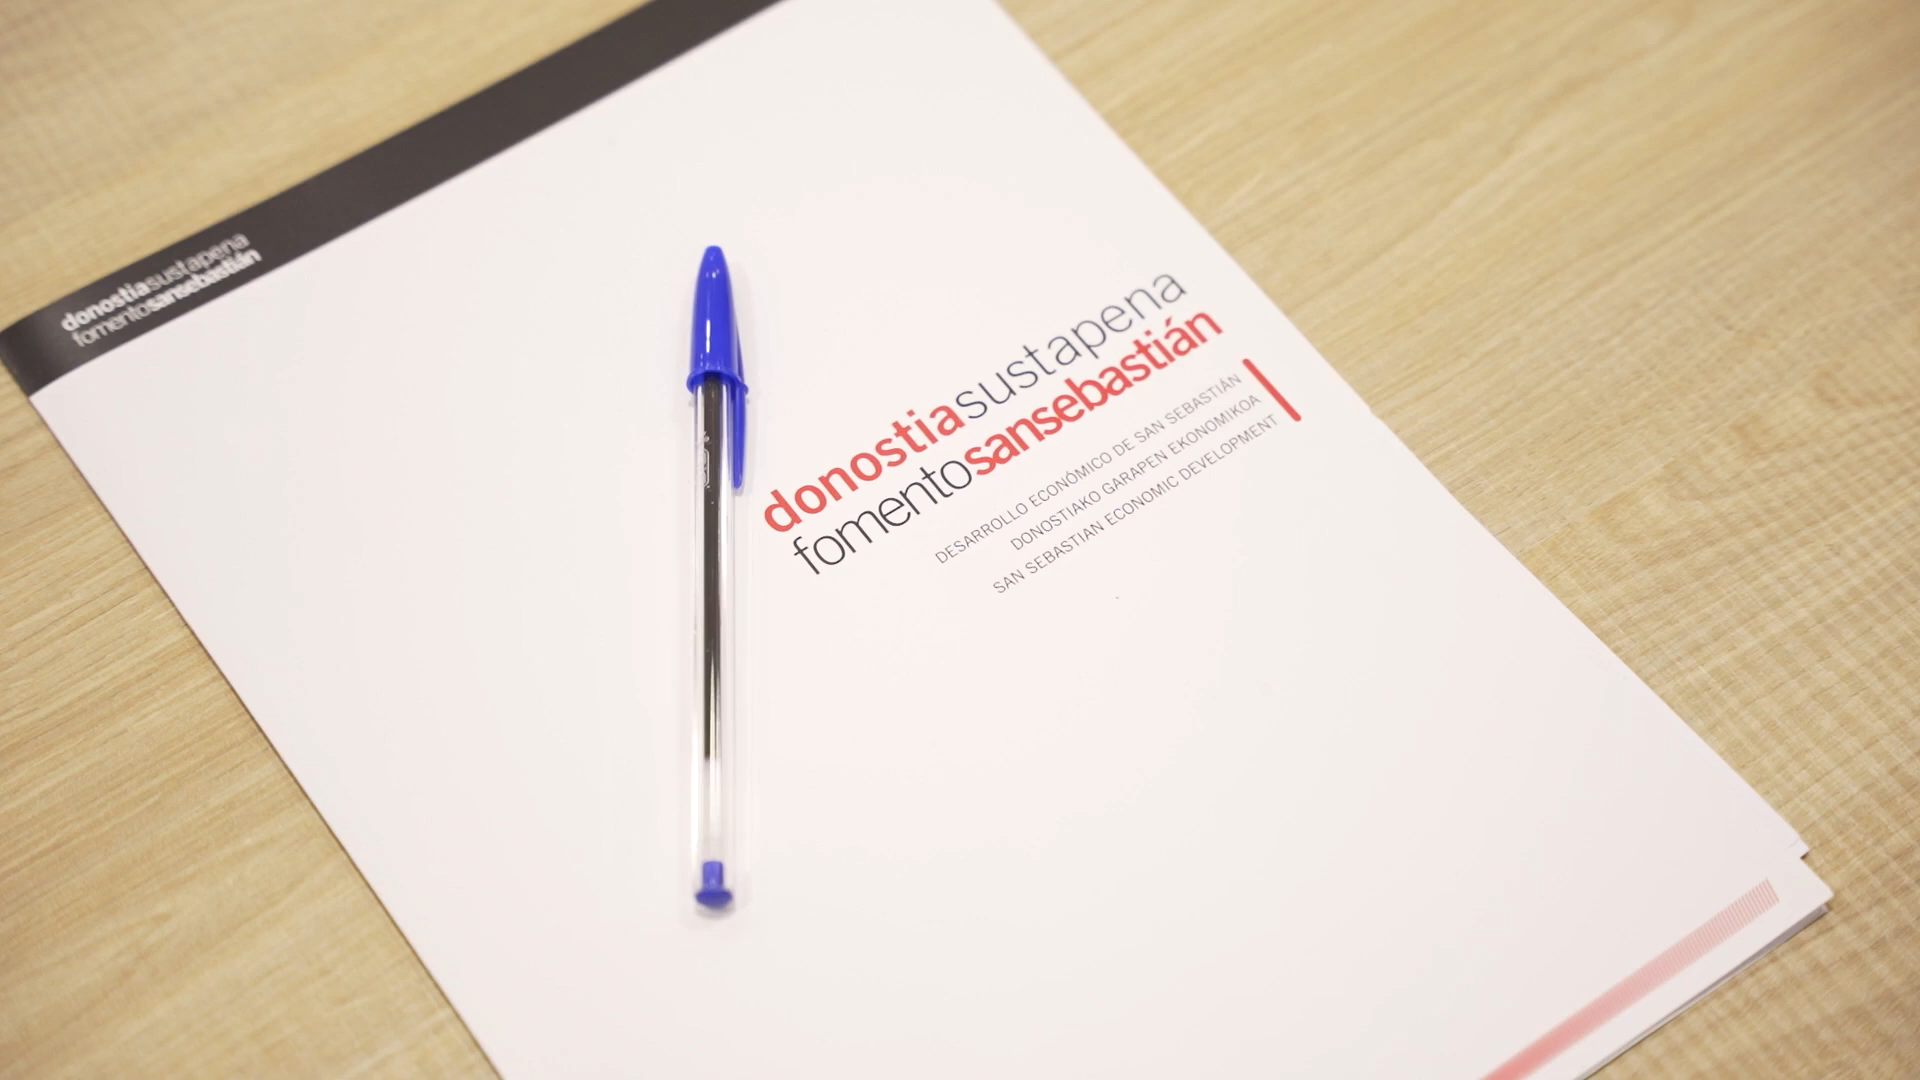 donostiasustapena
fomentosansebastián
donostiasustapena
fomentosansebastián
DESARROLLO ECONÓMICO DE SAN SEBASTIÁN
DONOSTIAKO GARAPEN EKONOMIKOA
SAN SEBASTIAN ECONOMIC DEVELOPMENT